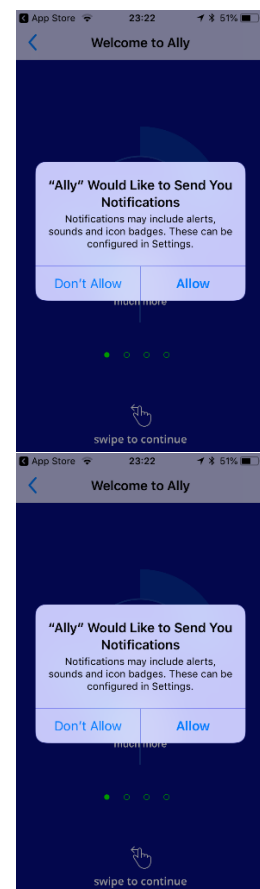 App Store 23:22 51%
Welcome to Ally
“Ally” Would Like to Send You
Notifications
Notifications may include alerts,
sounds and icon badges. These can be
configured in Settings.
Don’t Allow Allow
much more
swipe to continue
App Store 23:22 51%
Welcome to Ally
“Ally” Would Like to Send You
Notifications
Notifications may include alerts,
sounds and icon badges. These can be
configured in Settings.
Don’t Allow Allow
much more
swipe to continue